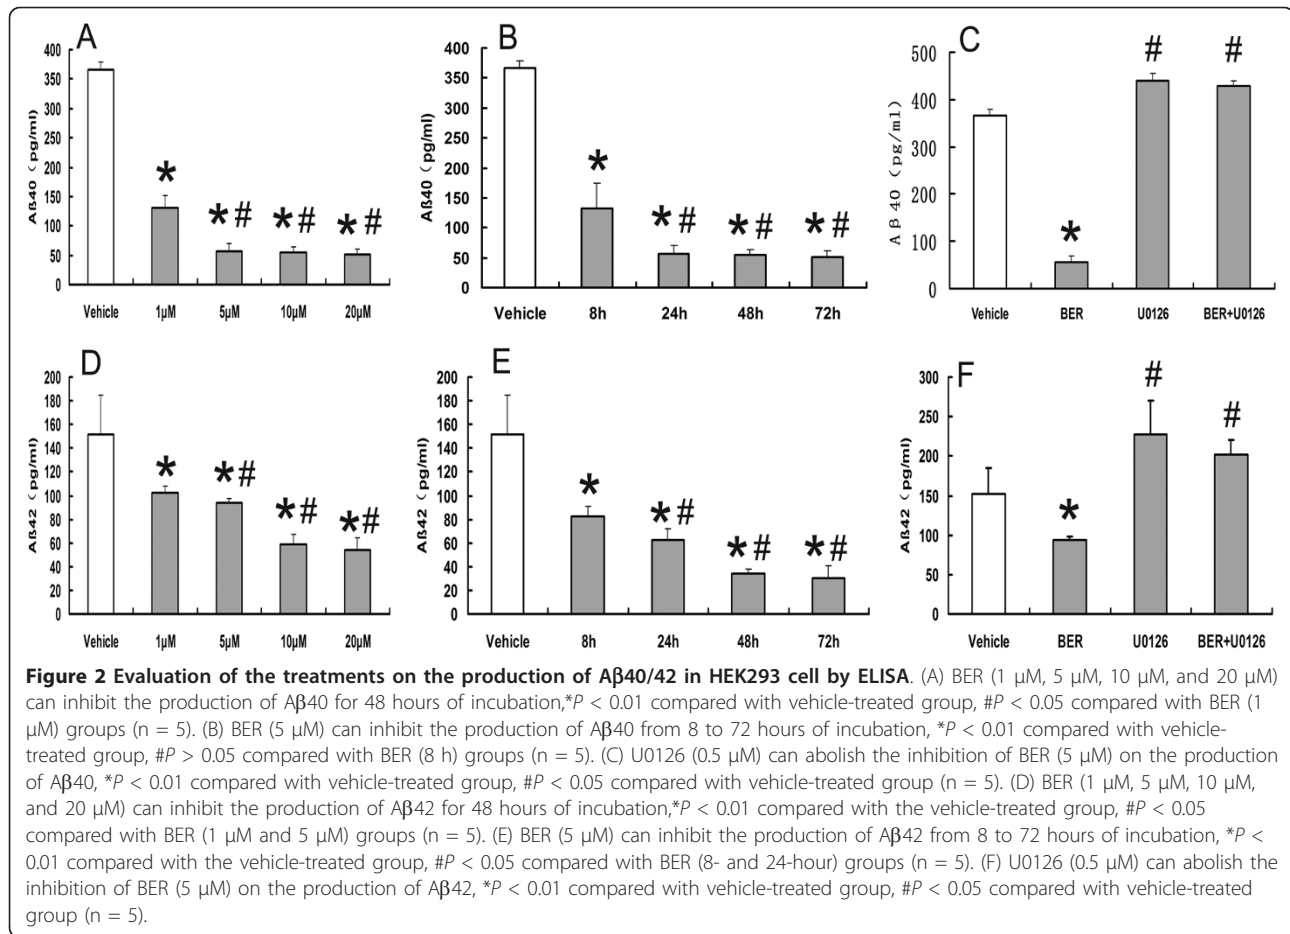 A
400
350
300
250
200
150
100
50
0
Aβ40 (pg/ml)
*
*#
*#
*#
Vehicle 1μM 5μM 10μM 20μM
B
400
350
300
250
200
150
100
50
0
Aβ40 (pg/ml)
*
*#
*#
*#
Vehicle 8h 24h 48h 72h
C
500
400
300
200
100
0
Aβ 40 (pg/ml)
*
#
#
Vehicle BER U0126 BER+U0126
D
200
180
160
140
120
100
80
60
40
20
0
Aβ42 (pg/ml)
*
*#
*#
*#
Vehicle 1μM 5μM 10μM 20μM
E
200
180
160
140
120
100
80
60
40
20
0
Aβ42 (pg/ml)
*
*#
*#
*#
Vehicle 8h 24h 48h 72h
F
300
250
200
150
100
50
0
Aβ42 (pg/ml)
*
#
#
Vehicle BER U0126 BER+U0126
Figure 2 Evaluation of the treatments on the production of Aβ40/42 in HEK293 cell by ELISA. (A) BER (1 μM, 5 μM, 10 μM, and 20 μM)
can inhibit the production of Aβ40 for 48 hours of incubation,*P < 0.01 compared with vehicle-treated group, #P < 0.05 compared with BER (1
μM) groups (n = 5). (B) BER (5 μM) can inhibit the production of Aβ40 from 8 to 72 hours of incubation, *P < 0.01 compared with vehicle-
treated group, #P > 0.05 compared with BER (8 h) groups (n = 5). (C) U0126 (0.5 μM) can abolish the inhibition of BER (5 μM) on the production
of Aβ40, *P < 0.01 compared with vehicle-treated group, #P < 0.05 compared with vehicle-treated group (n = 5). (D) BER (1 μM, 5 μM, 10 μM,
and 20 μM) can inhibit the production of Aβ42 for 48 hours of incubation,*P < 0.01 compared with the vehicle-treated group, #P < 0.05
compared with BER (1 μM and 5 μM) groups (n = 5). (E) BER (5 μM) can inhibit the production of Aβ42 from 8 to 72 hours of incubation, *P <
0.01 compared with the vehicle-treated group, #P < 0.05 compared with BER (8- and 24-hour) groups (n = 5). (F) U0126 (0.5 μM) can abolish the
inhibition of BER (5 μM) on the production of Aβ42, *P < 0.01 compared with vehicle-treated group, #P < 0.05 compared with vehicle-treated
group (n = 5).